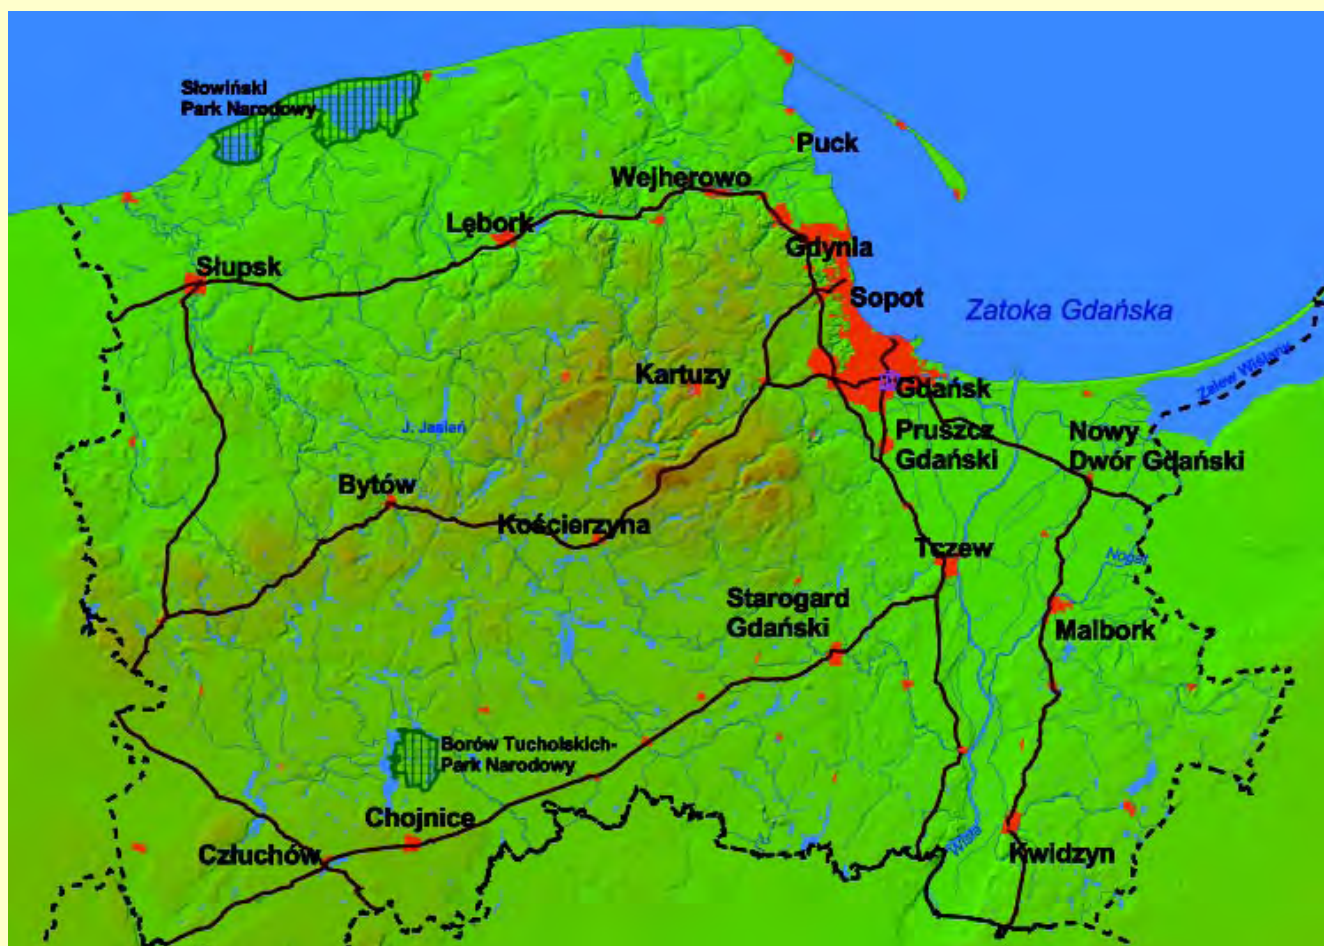 Słowiński
Park Narodowy
Puck
Wejherowo
Lębork
Gdynia
Słupsk
Sopot
Zatoka Gdańska
Zalew Wiślany
Kartuzy
Gdańsk
J. Jasień
Pruszcz
Gdański
Nowy
Dwór Gdański
Bytów
Kościerzyna
Tczew
Nogat
Starogard
Gdański
Malbork
Borów Tucholskich-
Park Narodowy
Chojnice
Człuchów
Wisła
Kwidzyn